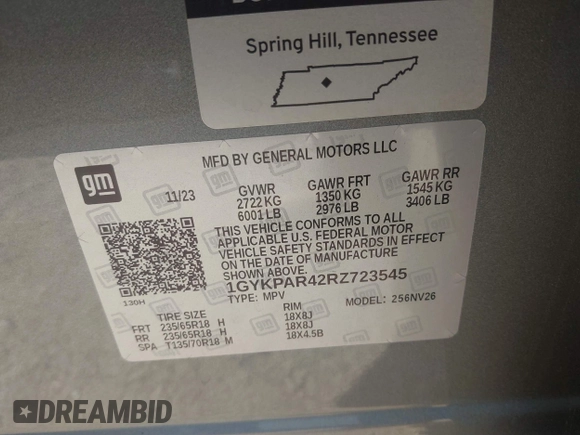 Spring Hill, Tennessee
MFD BY GENERAL MOTORS LLC
gm
11/23 GVWR GAWR FRT GAWR RR
2722 KG 1350 KG 1545 KG
6001 LB 2976 LB 3406 LB
THIS VEHICLE CONFORMS TO ALL
APPLICABLE U.S. FEDERAL MOTOR
VEHICLE SAFETY STANDARDS IN EFFECT
ON THE DATE OF MANUFACTURE
SHOWN ABOVE.
1GYKPAR42RZ723545
130H
TYPE: MPV MODEL: 256NV26
TIRE SIZE RIM
FRT 235/65R18 H 18X8J
RR 235/65R18 H 18X8J
SPA T135/70R18 M 18X4.5B
DREAMBID